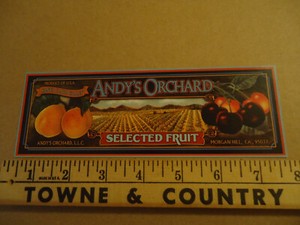 ANDY'S ORCHARD
SELECTED FRUIT
ANDY'S ORCHARD, LLC
MORGAN HILL, CA
1 2 3 4 5 6 7 8 9
TOWNE & COUNTRY